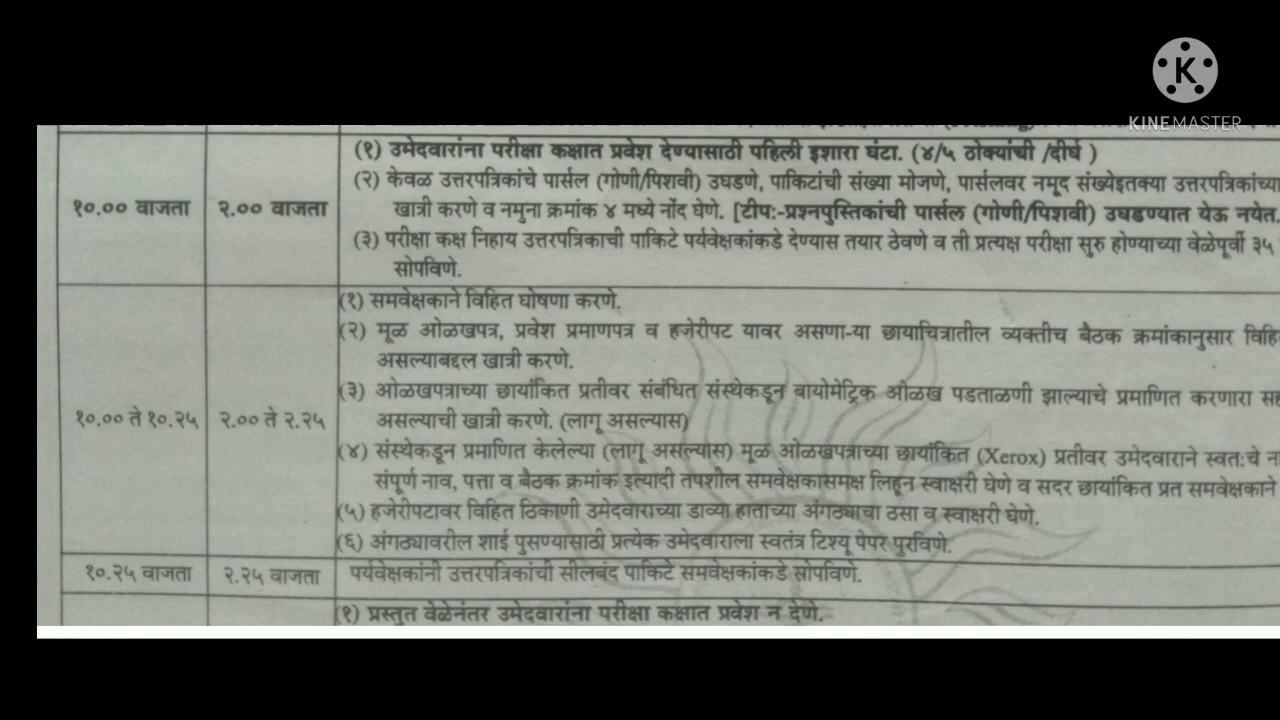 KINEMASTER
(१) उमेदवारांना परीक्षा कक्षात प्रवेश देण्यासाठी पहिली इशारा घंटा. (४/५ ठोक्यांची /दीर्घ )
(२) केवळ उत्तरपत्रिकांचे पार्सल (गोणी/पिशवी) उघडणे, पाकिटांची संख्या मोजणे, पार्सलवर नमूद संख्येइतक्या उत्तरपत्रिकांच्या
१०.०० वाजता २.०० वाजता खात्री करणे व नमुना क्रमांक ४ मध्ये नोंद घेणे. [टीप:-प्रश्नपुस्तिकांची पार्सल (गोणी/पिशवी) उघडण्यात येऊ नयेत.
(३) परीक्षा कक्ष निहाय उत्तरपत्रिकाची पाकिटे पर्यवेक्षकांकडे देण्यास तयार ठेवणे व ती प्रत्यक्ष परीक्षा सुरु होण्याच्या वेळेपूर्वी ३५
सोपविणे.
(१) समवेक्षकाने विहित घोषणा करणे.
(२) मूळ ओळखपत्र, प्रवेश प्रमाणपत्र व हजेरीपट यावर असणा-या छायाचित्रातील व्यक्तीच बैठक क्रमांकानुसार
असल्याबद्दल खात्री करणे.
(३) ओळखपत्राच्या छायांकित प्रतीवर संबंधित संस्थेकडून बायोमेट्रिक ओळख पडताळणी झाल्याचे प्रमाणित करणारा
१०.०० ते १०.२५ २.०० ते २.२५ असल्याची खात्री करणे. (लागू असल्यास)
(४) संस्थेकडून प्रमाणित केलेल्या (लागू असल्यास) मूळ ओळखपत्राच्या छायांकित (Xerox) प्रतीवर उमेदवाराने स्वत:चे
संपूर्ण नाव, पत्ता व बैठक क्रमांक इत्यादी तपशील समवेक्षकासमक्ष लिहून स्वाक्षरी घेणे व सदर छायांकित प्रत समवेक्षकाने
(५) हजेरीपटावर विहित ठिकाणी उमेदवाराच्या डाव्या हाताच्या अंगठ्याचा ठसा व स्वाक्षरी घेणे.
(६) अंगठ्यावरील शाई पुसण्यासाठी प्रत्येक उमेदवाराला स्वतंत्र टिश्यू पेपर पुरविणे.
१०.२५ वाजता २.२५ वाजता पर्यवेक्षकांनी उत्तरपत्रिकांची सीलबंद पाकिटे समवेक्षकांकडे सोपविणे.
(१) प्रस्तुत वेळेनंतर उमेदवारांना परीक्षा कक्षात प्रवेश न देणे.